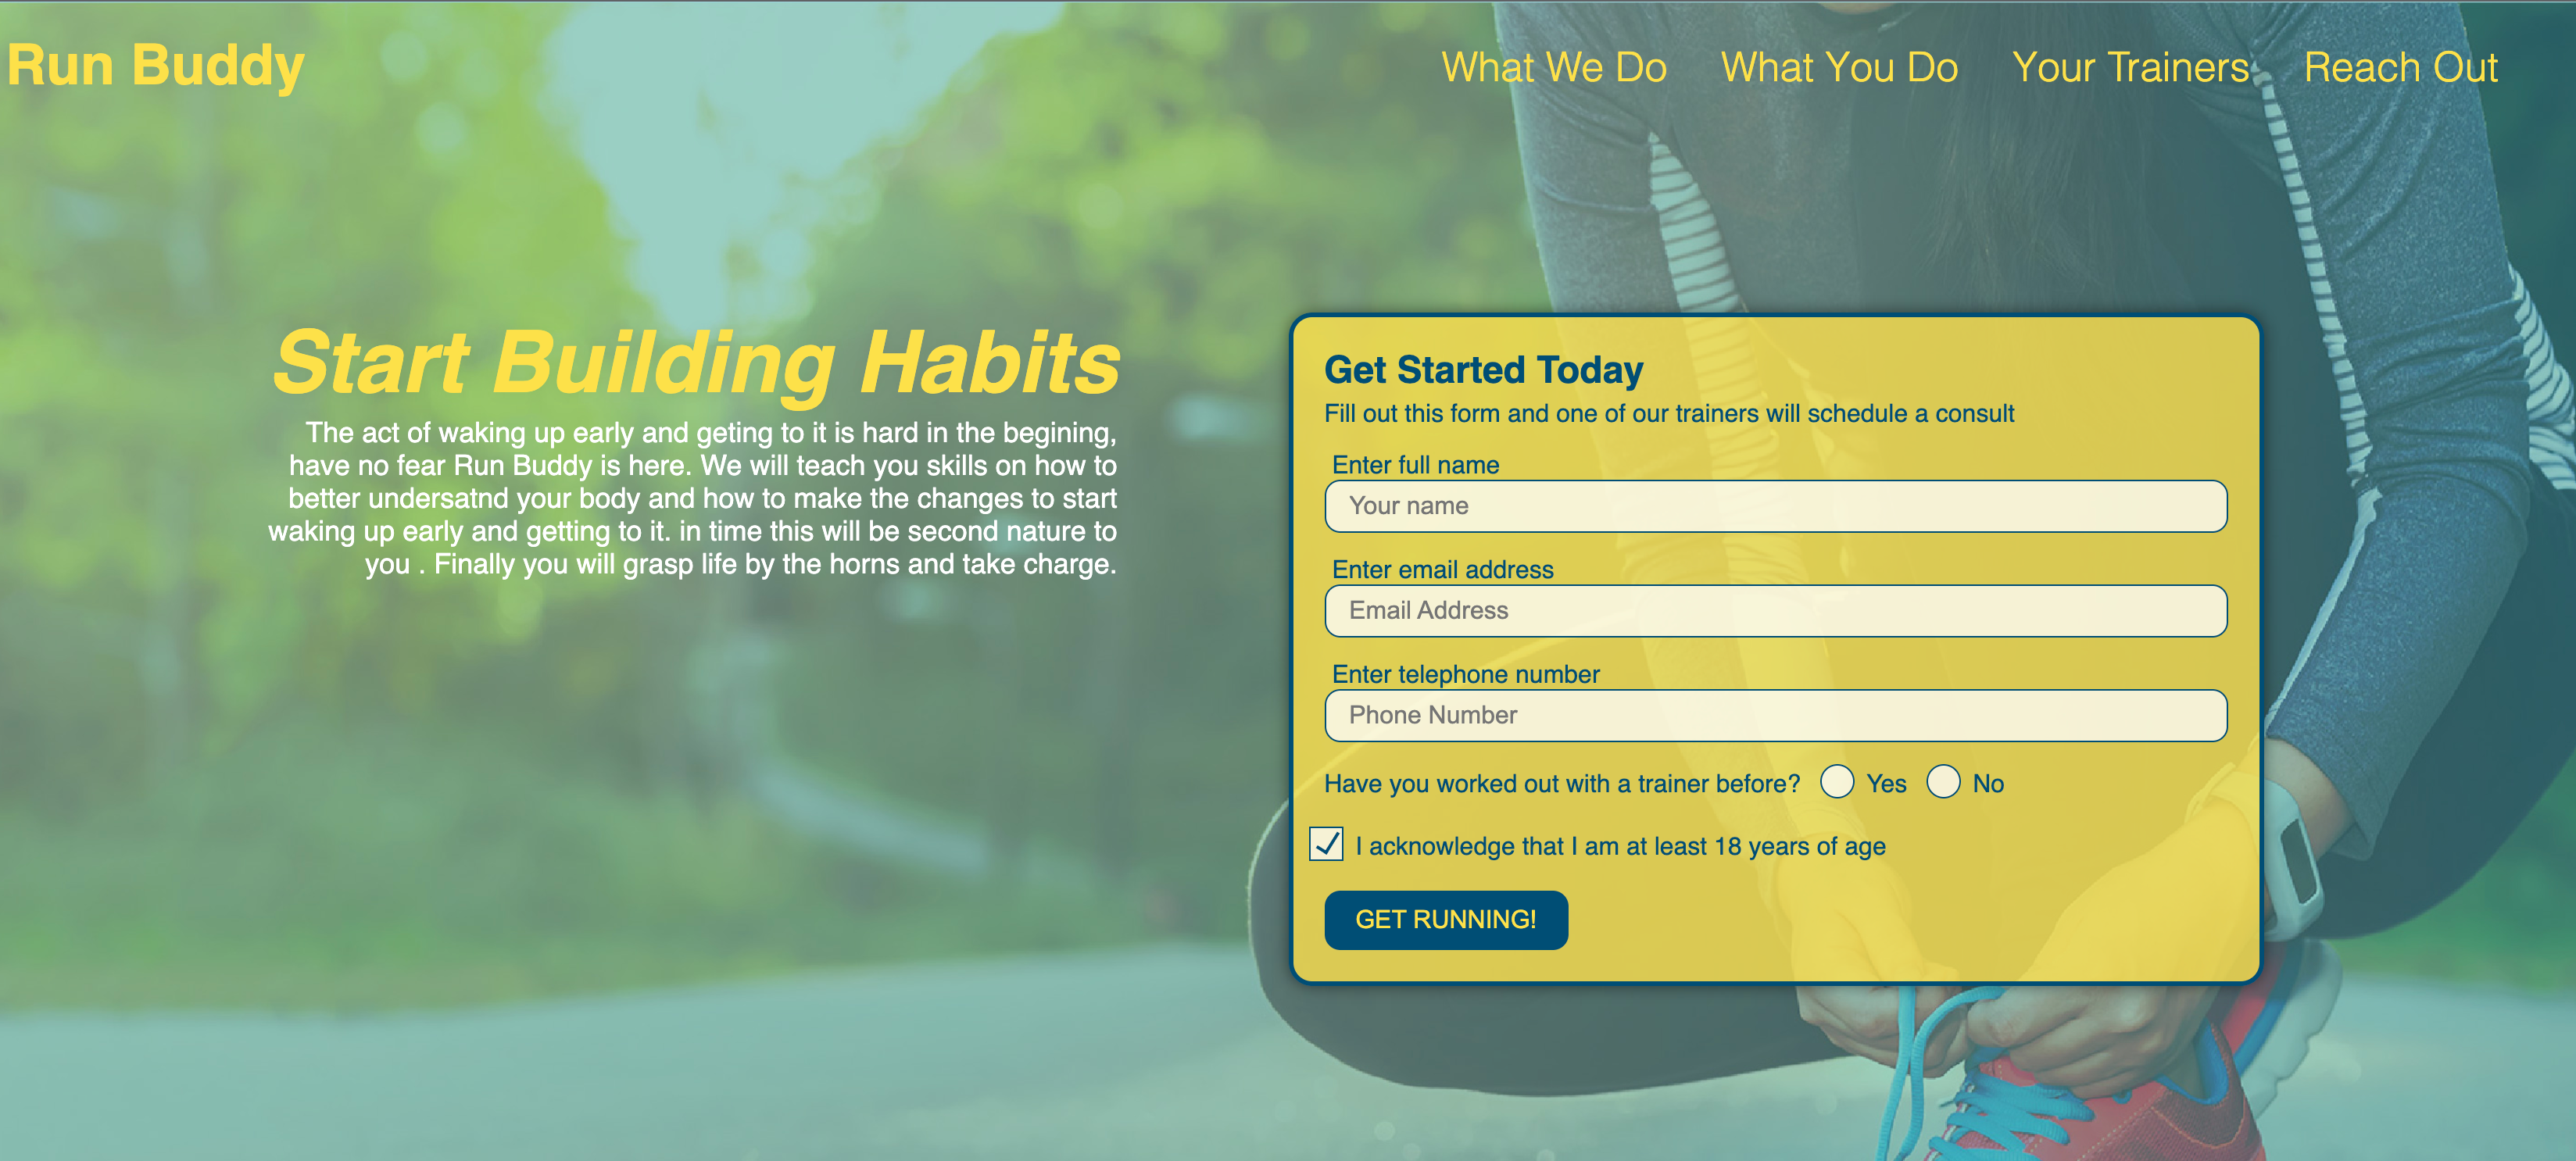 Run Buddy
What We Do
What You Do
Your Trainers
Reach Out
Start Building Habits
The act of waking up early and geting to it is hard in the begining,
have no fear Run Buddy is here. We will teach you skills on how to
better undersatnd your body and how to make the changes to start
waking up early and getting to it. in time this will be second nature to
you . Finally you will grasp life by the horns and take charge.
Get Started Today
Fill out this form and one of our trainers will schedule a consult
Enter full name
Your name
Enter email address
Email Address
Enter telephone number
Phone Number
Have you worked out with a trainer before? Yes No
I acknowledge that I am at least 18 years of age
GET RUNNING!